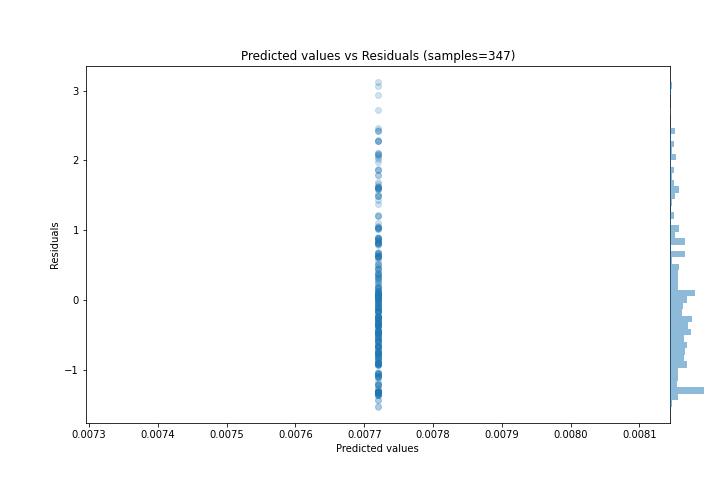 Predicted values vs Residuals (samples=347)
Residuals
3
2
1
0
−1
0.0073 0.0074 0.0075 0.0076 0.0077 0.0078 0.0079 0.0080 0.0081
Predicted values